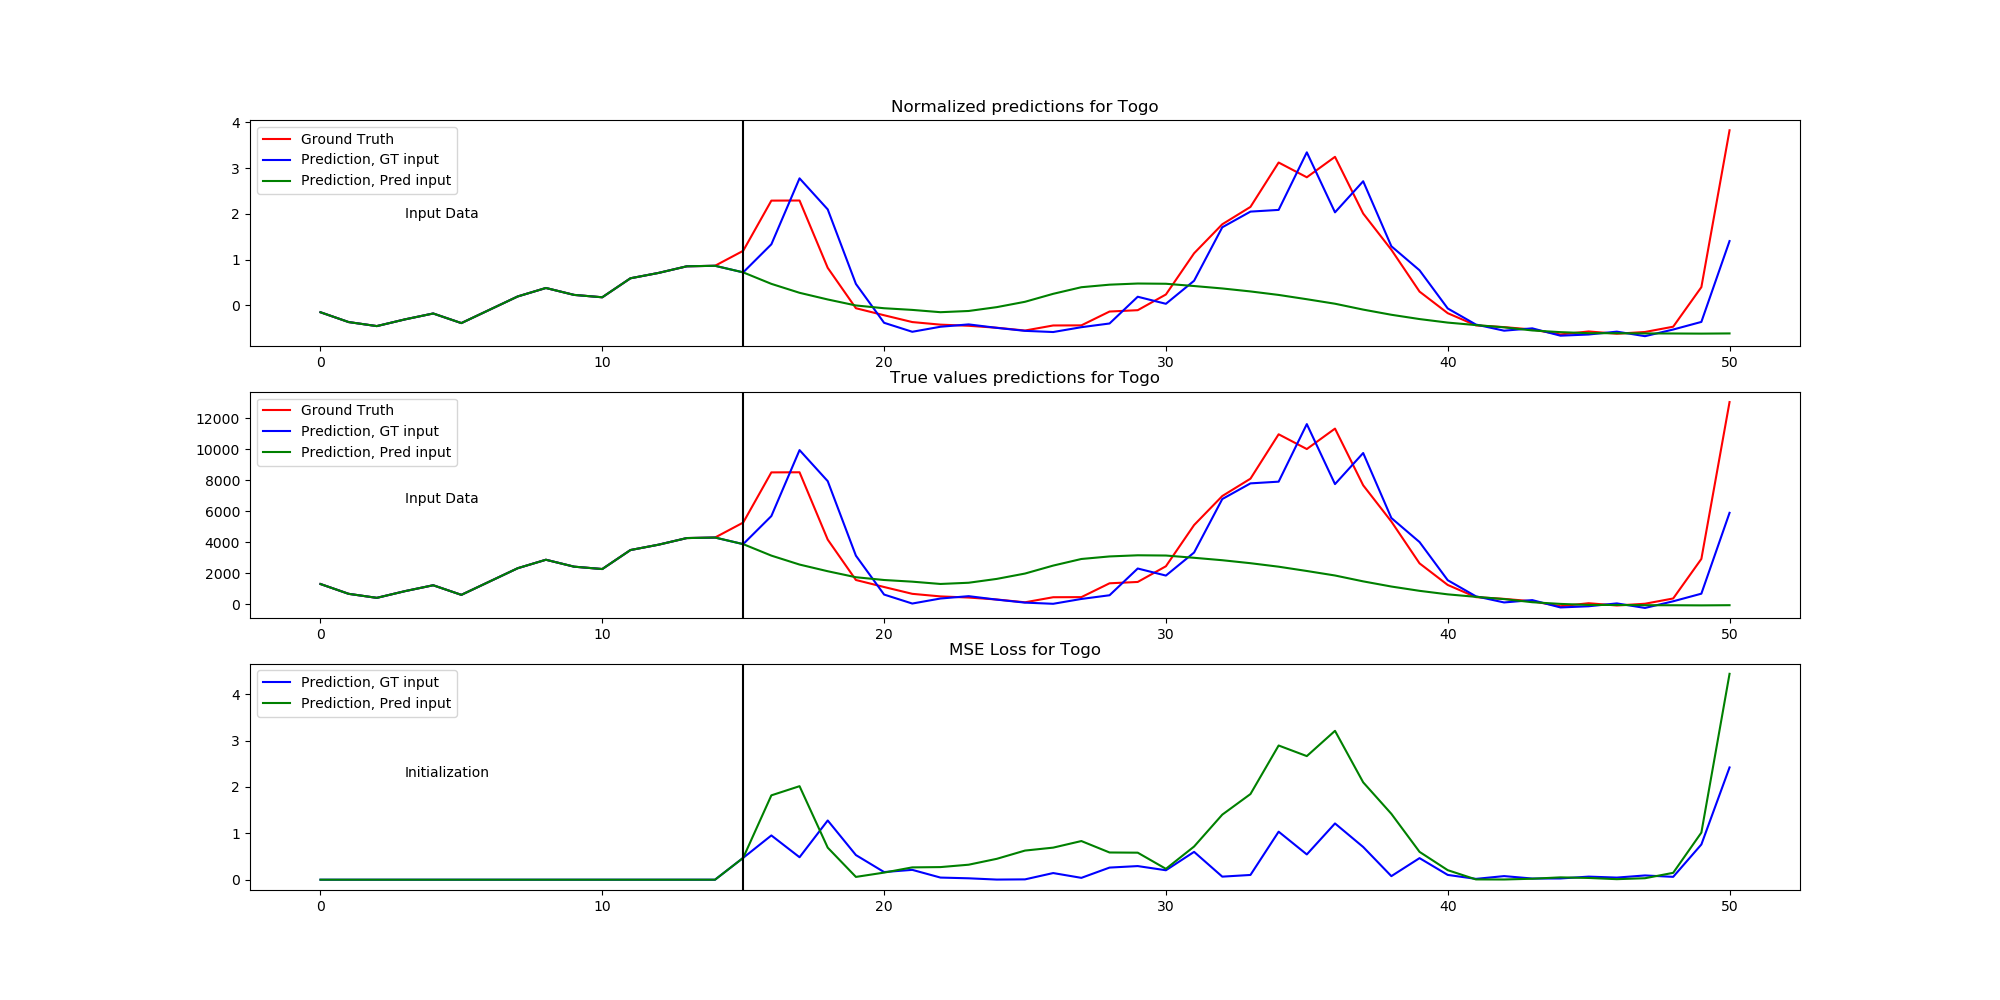 Normalized predictions for Togo
4
3
2
1
0
Ground Truth
Prediction, GT input
Prediction, Pred input
Input Data
0 10 20 30 40 50
True values predictions for Togo
12000
10000
8000
6000
4000
2000
0
Ground Truth
Prediction, GT input
Prediction, Pred input
Input Data
0 10 20 30 40 50
MSE Loss for Togo
4
3
2
1
0
Prediction, GT input
Prediction, Pred input
Initialization
0 10 20 30 40 50